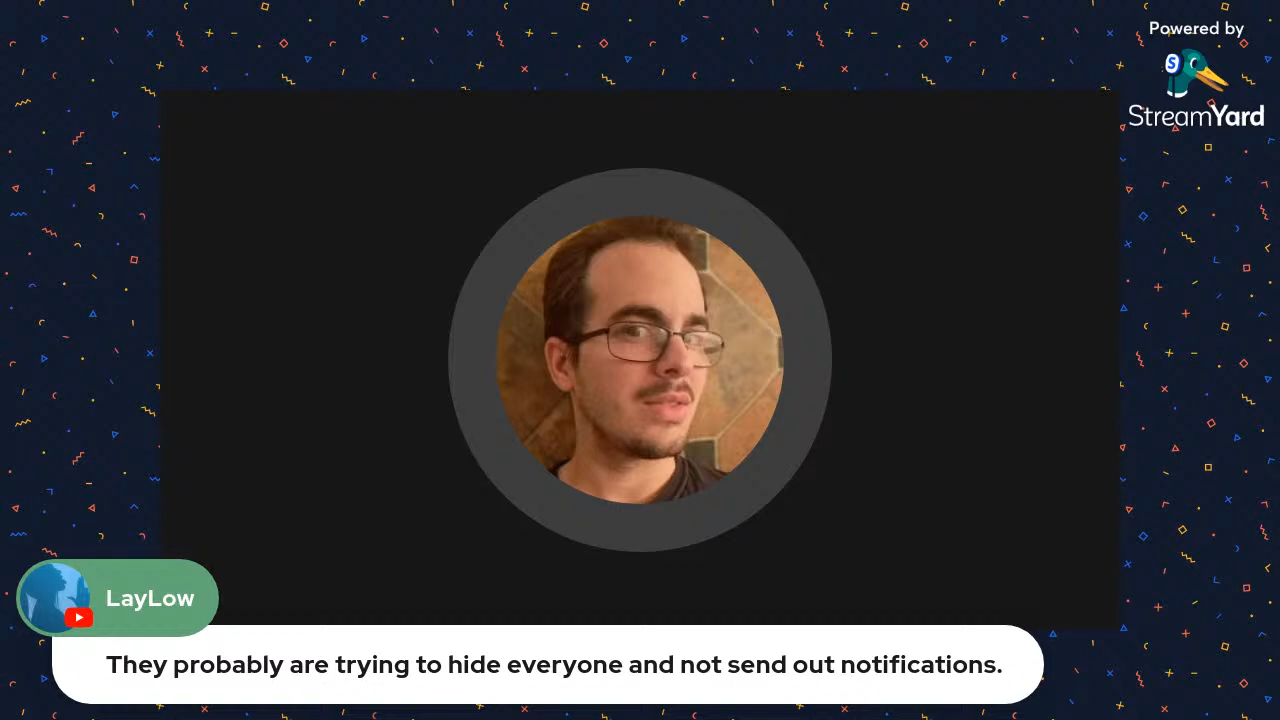 Powered by
S
StreamYard
LayLow
They probably are trying to hide everyone and not send out notifications.